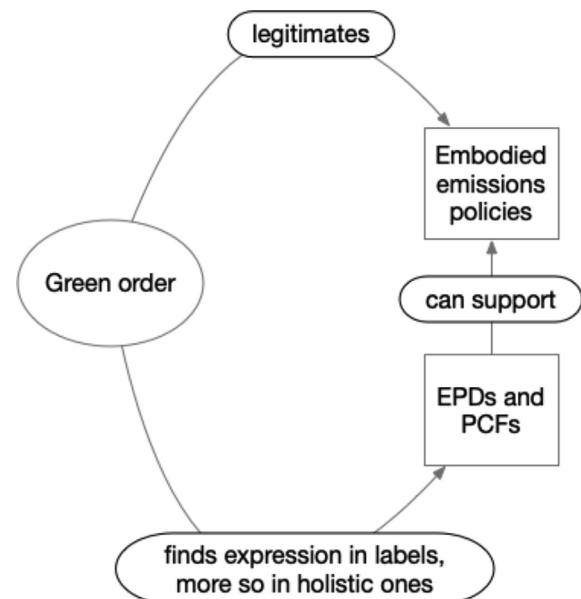 legitimates
Embodied
emissions
policies
Green order
can support
EPDs and
PCFs
finds expression in labels,
more so in holistic ones